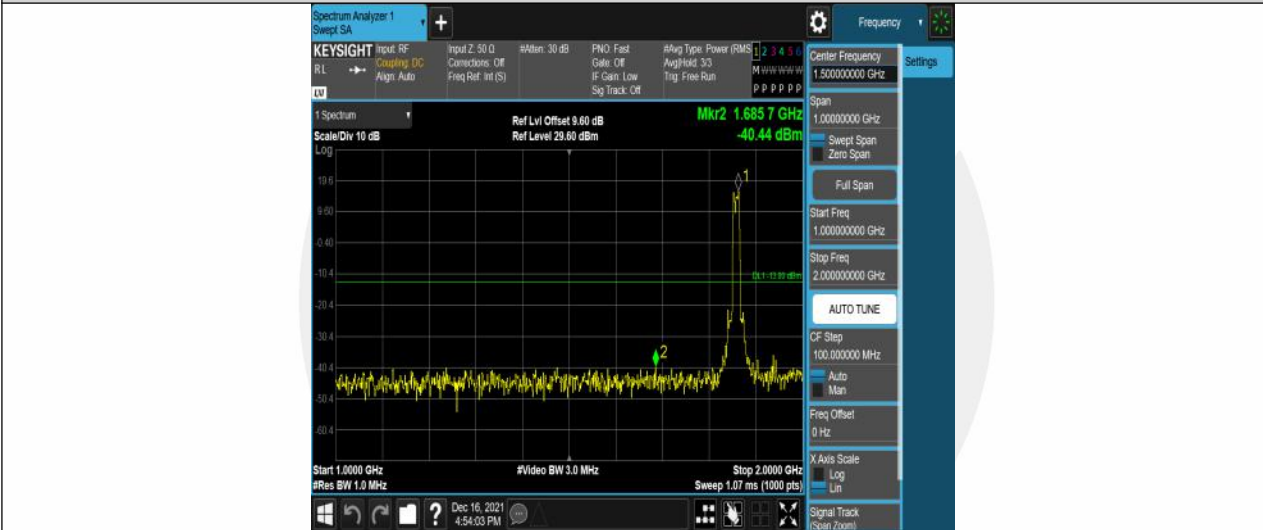 Spectrum Analyzer 1
Swept SA
+
Frequency
KEYSIGHT
Input: RF
Coupling: DC
Align: Auto
RL
Input Z: 50 Ω
Corrections: Off
Freq Ref: Int (S)
#Atten: 30 dB
PNO: Fast
Gate: Off
IF Gain: Low
Sig Track: Off
#Avg Type: Power (RMS
Avg|Hold: 3/3
Trig: Free Run
1 2 3 4 5 6
M W W W W W
P P P P P P
Settings
Center Frequency
1.500000000 GHz
Span
1.00000000 GHz
Swept Span
Zero Span
Full Span
Start Freq
1.000000000 GHz
Stop Freq
2.000000000 GHz
AUTO TUNE
CF Step
100.000000 MHz
Auto
Man
Freq Offset
0 Hz
X Axis Scale
Log
Lin
Signal Track
(Span Zoom)
1 Spectrum
Scale/Div 10 dB
Log
Ref Lvl Offset 9.60 dB
Ref Level 29.60 dBm
Mkr2 1.685 7 GHz
-40.44 dBm
19.6
9.60
-0.40
-10.4
-20.4
-30.4
-40.4
-50.4
-60.4
1
DL1 -13.00 dBm
2
Start 1.0000 GHz
#Res BW 1.0 MHz
#Video BW 3.0 MHz
Stop 2.0000 GHz
Sweep 1.07 ms (1000 pts)
?
Dec 16, 2021
4:54:03 PM